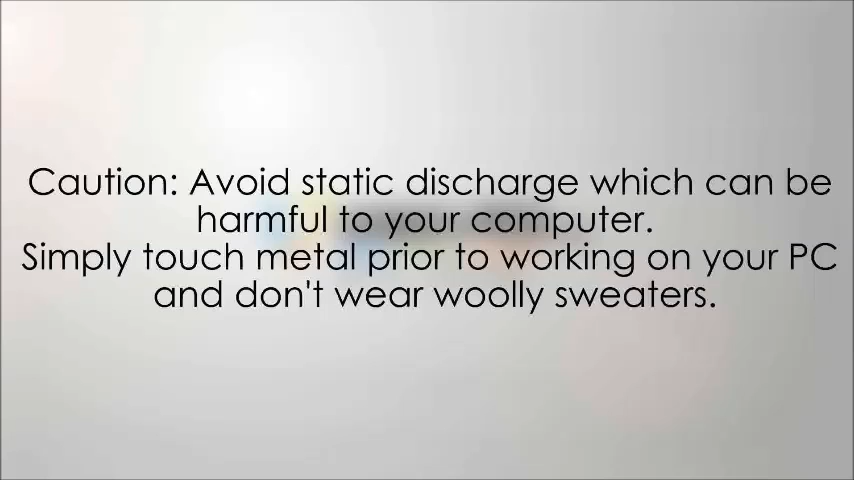 Caution: Avoid static discharge which can be
harmful to your computer.
Simply touch metal prior to working on your PC
and don't wear woolly sweaters.